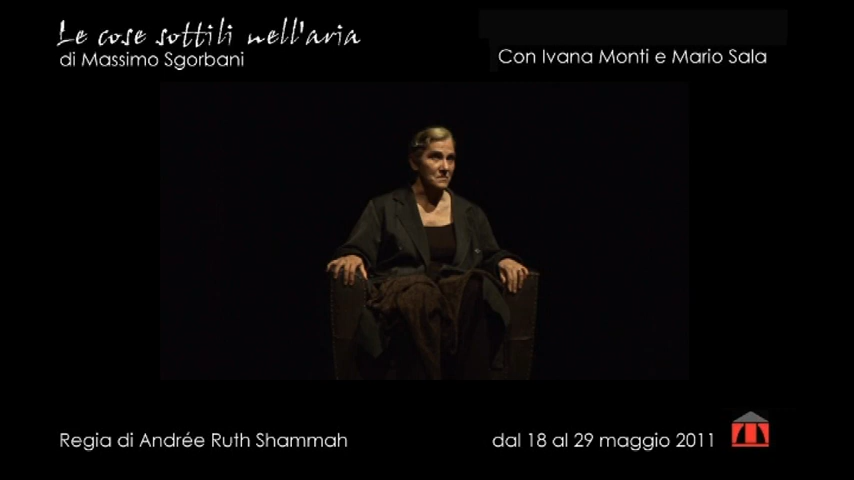 Le cose sottili nell'aria
di Massimo Sgorbani
Con Ivana Monti e Mario Sala
Regia di Andrée Ruth Shammah
dal 18 al 29 maggio 2011